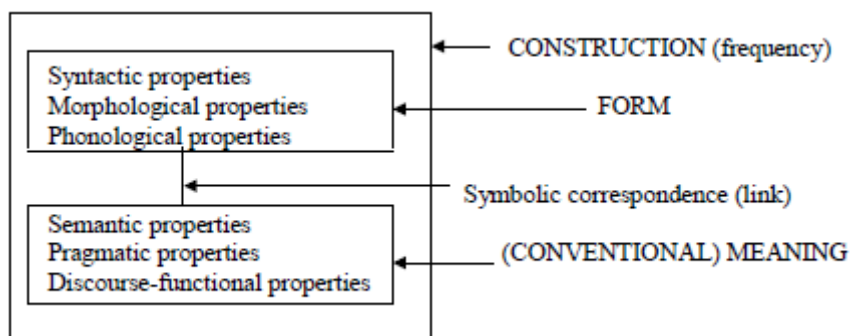 CONSTRUCTION (frequency)
Syntactic properties
Morphological properties
Phonological properties
FORM
Symbolic correspondence (link)
Semantic properties
Pragmatic properties
Discourse-functional properties
(CONVENTIONAL) MEANING